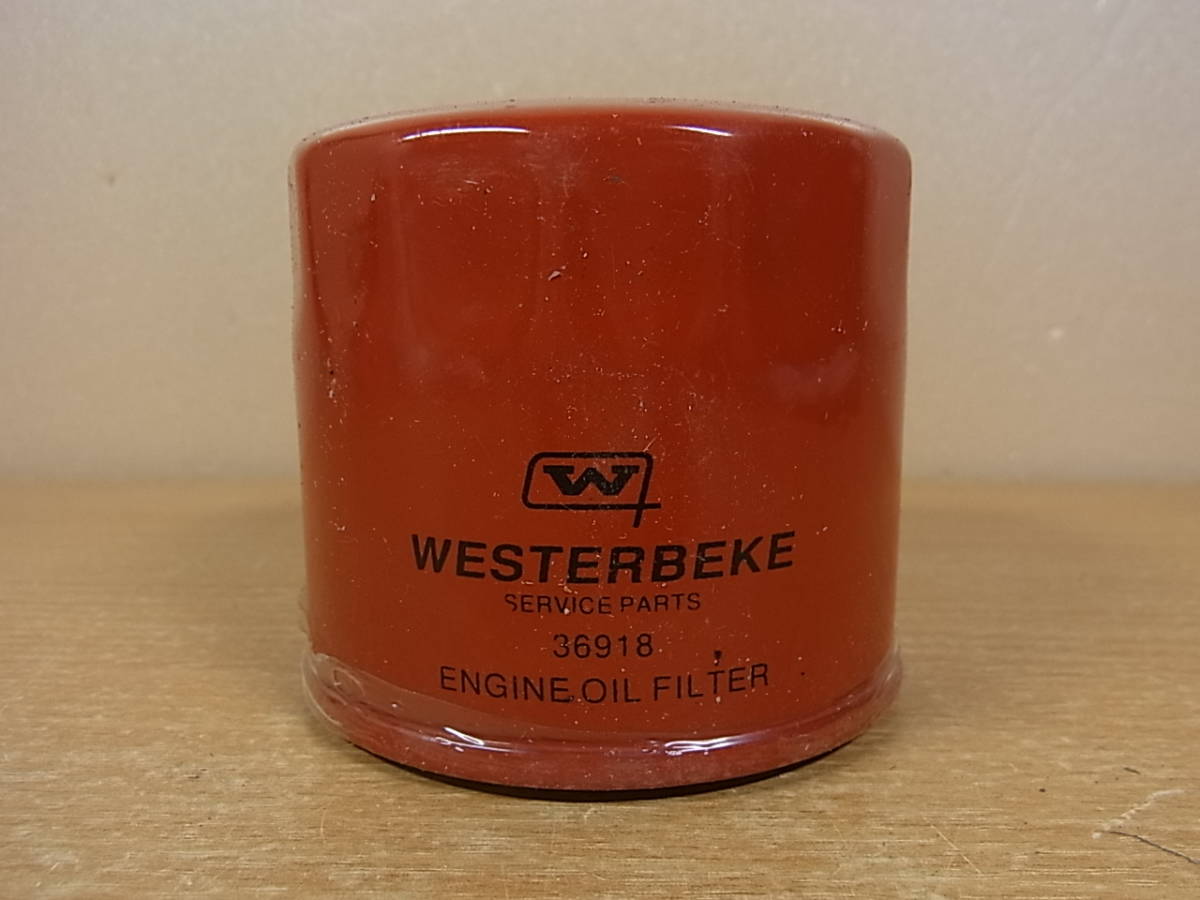 W
WESTERBEKE
SERVICE PARTS
36918
ENGINE OIL FILTER